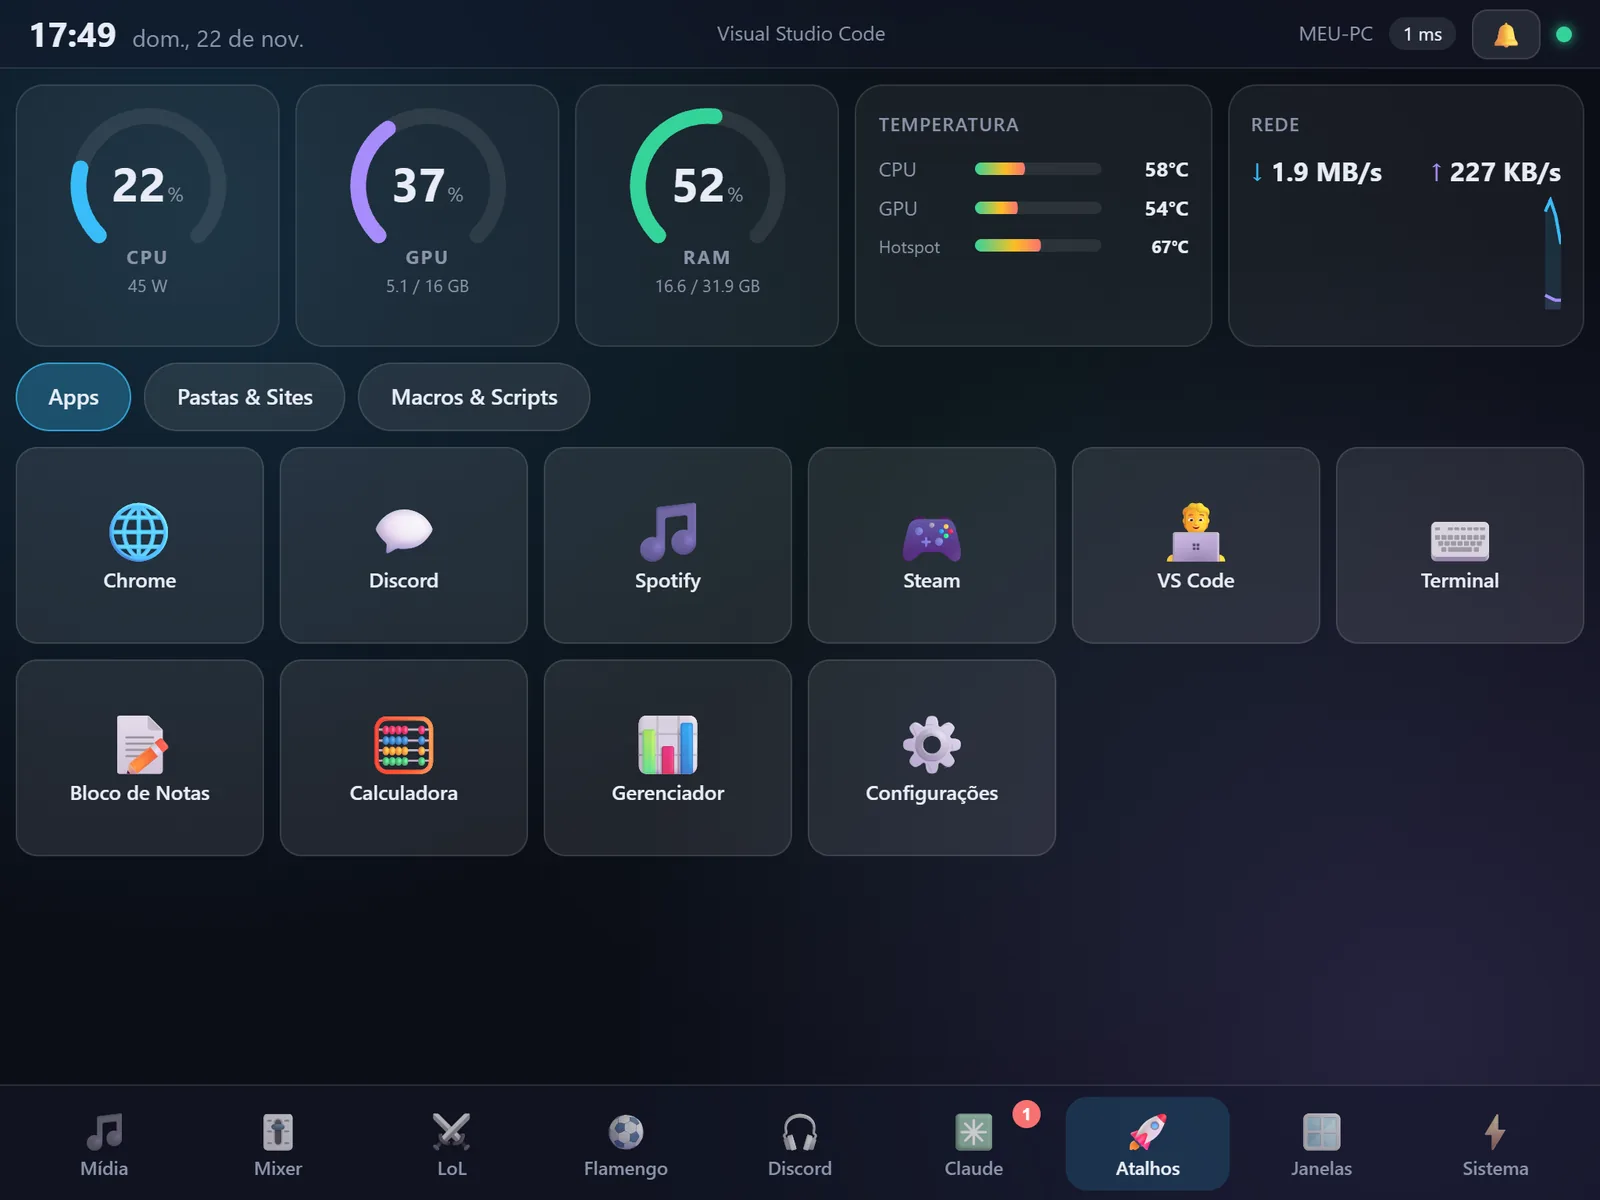 17:49 dom., 22 de nov.
Visual Studio Code
MEU-PC 1 ms
22%
CPU
45 W
37%
GPU
5.1 / 16 GB
52%
RAM
16.6 / 31.9 GB
TEMPERATURA
CPU 58°C
GPU 54°C
Hotspot 67°C
REDE
↓ 1.9 MB/s ↑ 227 KB/s
Apps
Pastas & Sites
Macros & Scripts
Chrome
Discord
Spotify
Steam
VS Code
Terminal
Bloco de Notas
Calculadora
Gerenciador
Configurações
Mídia
Mixer
LoL
Flamengo
Discord
Claude
1
Atalhos
Janelas
Sistema